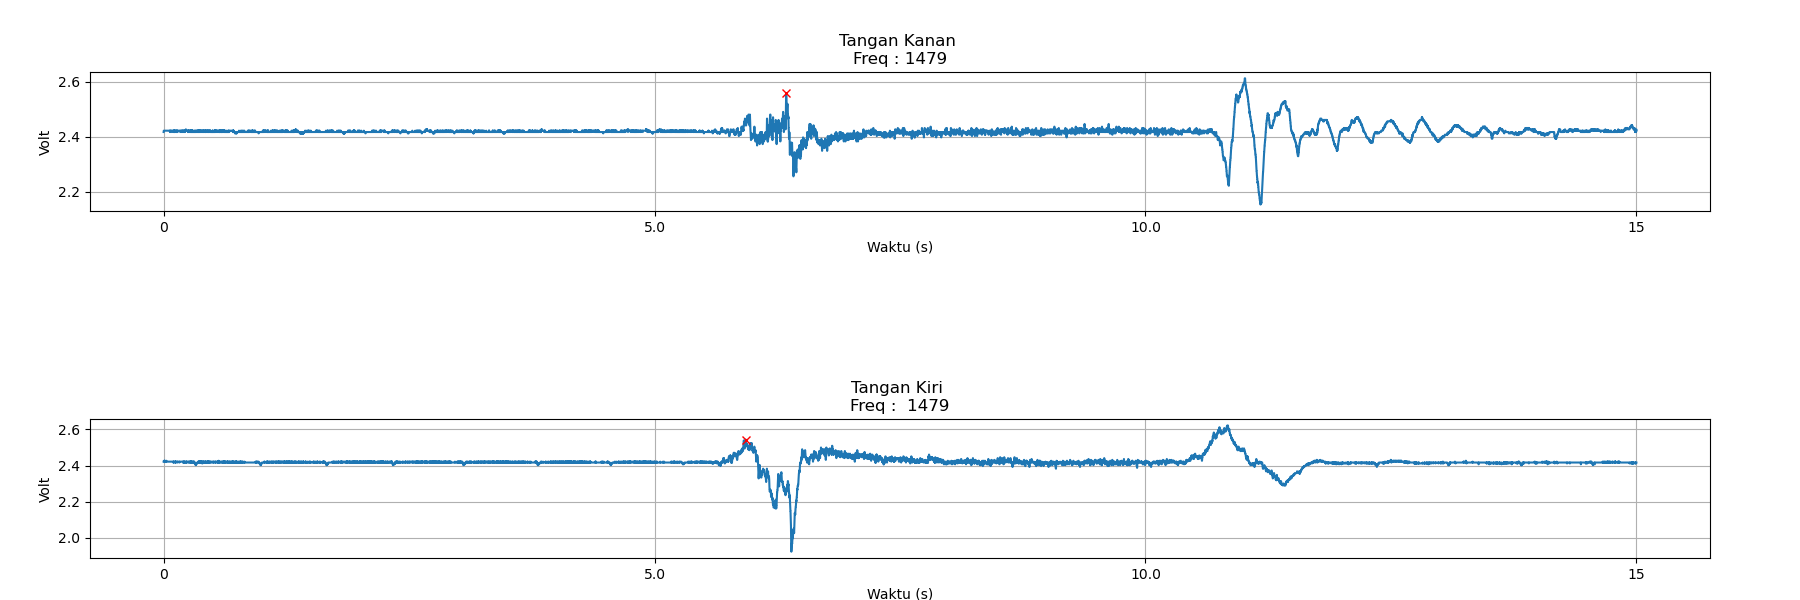 Tangan Kanan
Freq : 1479
2.6
2.4
2.2
Volt
0 5.0 10.0 15
Waktu (s)
Tangan Kiri
Freq :  1479
2.6
2.4
2.2
2.0
Volt
0 5.0 10.0 15
Waktu (s)